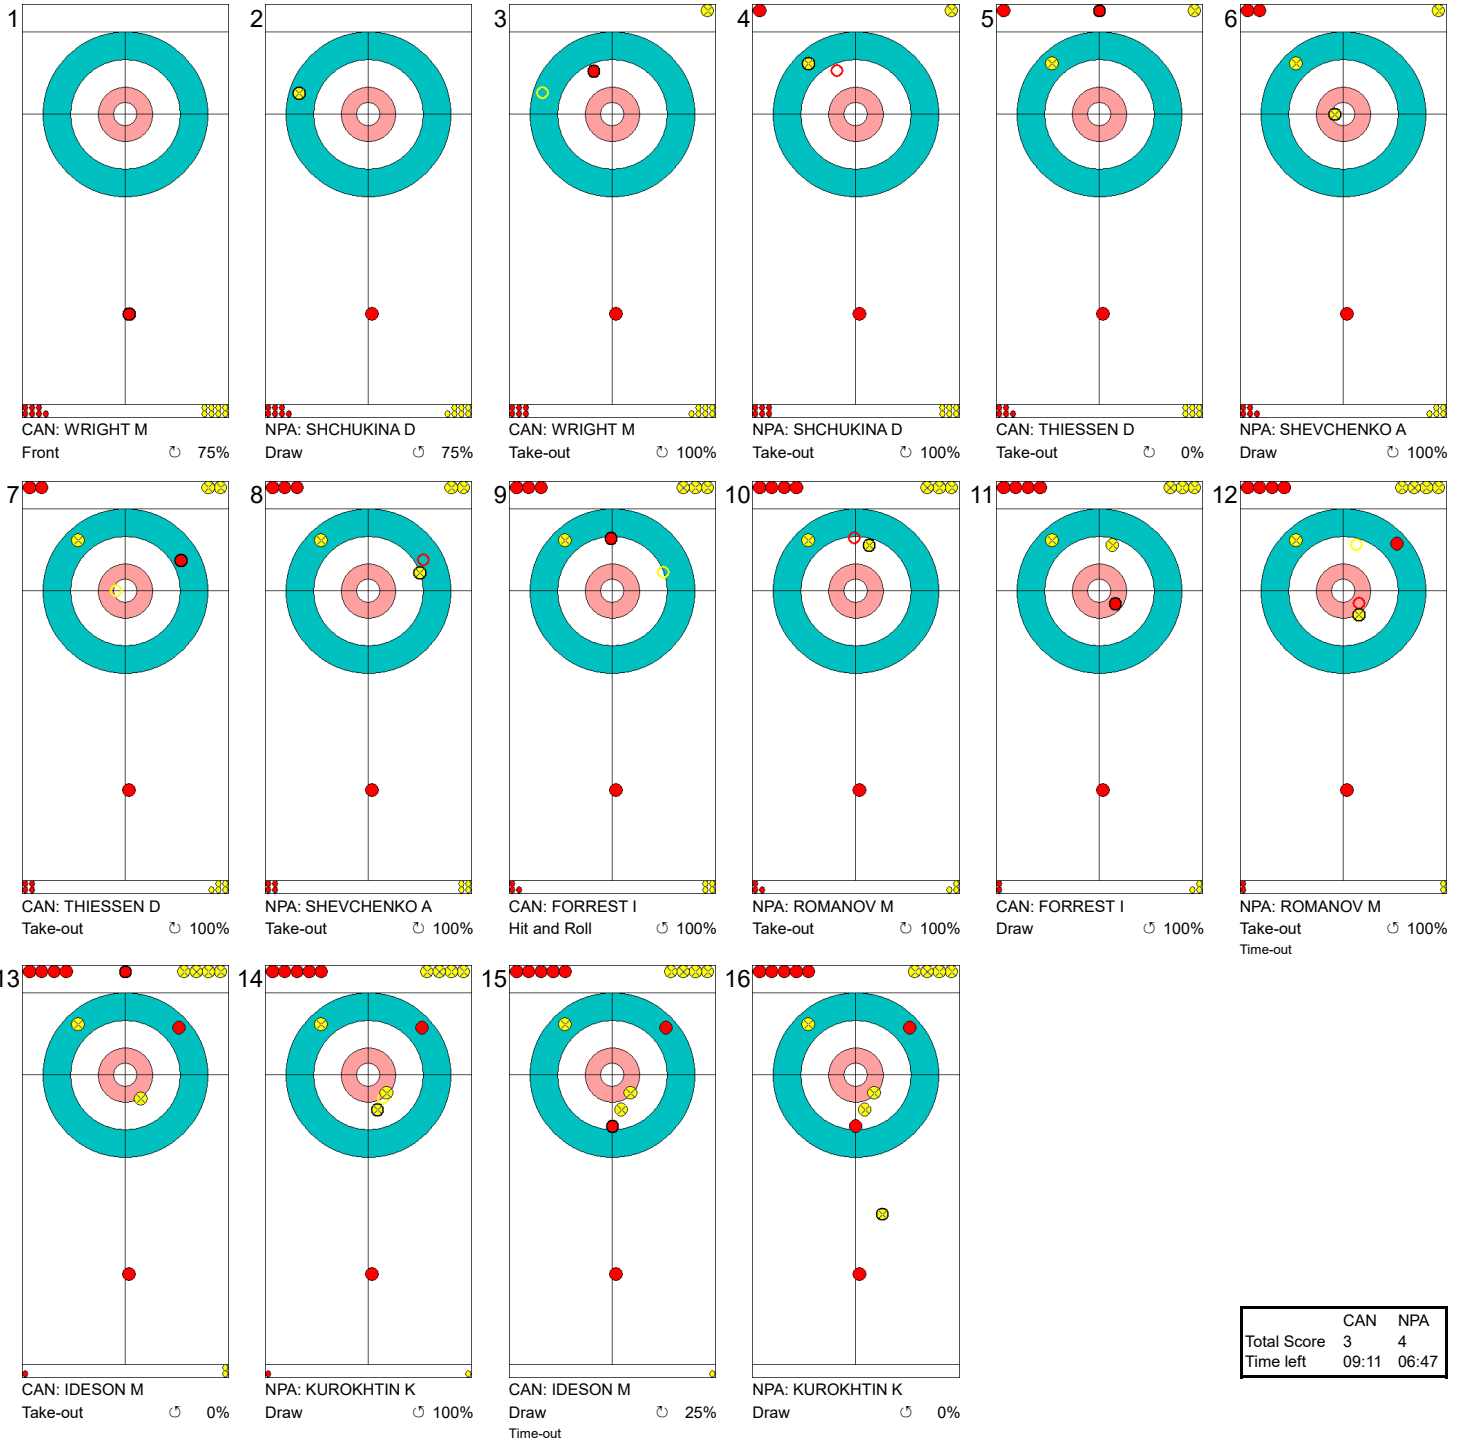 1
2
3
4
5
6
CAN: WRIGHT M
Front ↻ 75%
NPA: SHCHUKINA D
Draw ↺ 75%
CAN: WRIGHT M
Take-out ↻ 100%
NPA: SHCHUKINA D
Take-out ↺ 100%
CAN: THIESSEN D
Take-out ↻ 0%
NPA: SHEVCHENKO A
Draw ↻ 100%
7
8
9
10
11
12
CAN: THIESSEN D
Take-out ↻ 100%
NPA: SHEVCHENKO A
Take-out ↻ 100%
CAN: FORREST I
Hit and Roll ↺ 100%
NPA: ROMANOV M
Take-out ↻ 100%
CAN: FORREST I
Draw ↺ 100%
NPA: ROMANOV M
Take-out ↻ 100%
Time-out
13
14
15
16
CAN: IDESON M
Take-out ↺ 0%
NPA: KUROKHTIN K
Draw ↺ 100%
CAN: IDESON M
Draw ↻ 25%
Time-out
NPA: KUROKHTIN K
Draw ↺ 0%
CAN NPA
Total Score 3 4
Time left 09:11 06:47